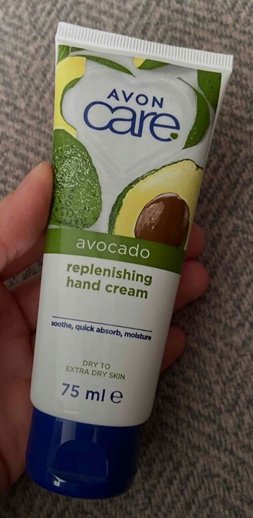 AVON
care
avocado
replenishing
hand cream
soothe, quick absorb, moisture
DRY TO
EXTRA DRY SKIN
75 ml e